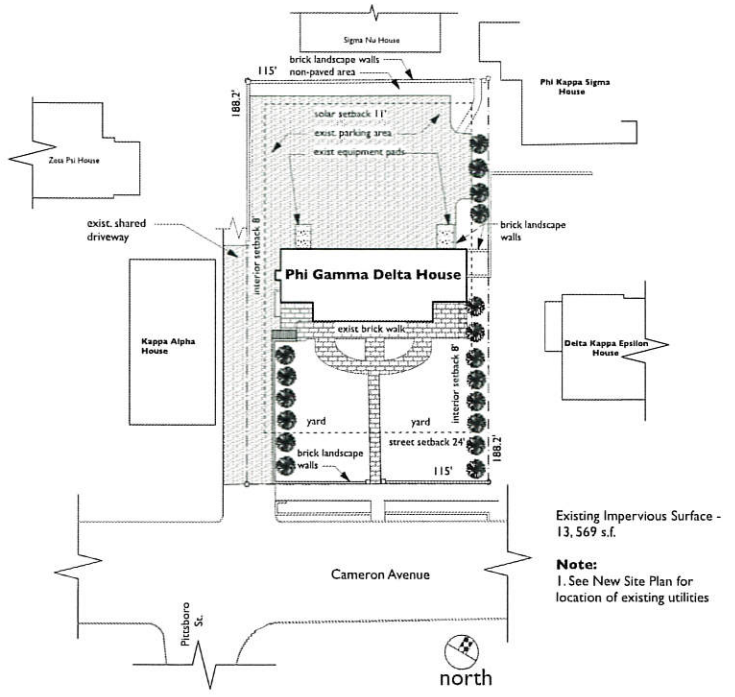 Sigma Nu House
brick landscape walls
non-paved area
115'
188.2'
Phi Kappa Sigma
House
solar setback 11'
exist. parking area
exist equipment pads
Zeta Psi House
exist. shared
driveway
interior setback 8'
brick landscape
walls
Phi Gamma Delta House
Kappa Alpha
House
exist brick walk
Delta Kappa Epsilon
House
interior setback 8'
yard
yard
street setback 24'
188.2'
brick landscape
walls
115'
Existing Impervious Surface -
13, 569 s.f.
Note:
1. See New Site Plan for
location of existing utilities
Cameron Avenue
Pittsboro
St.
north